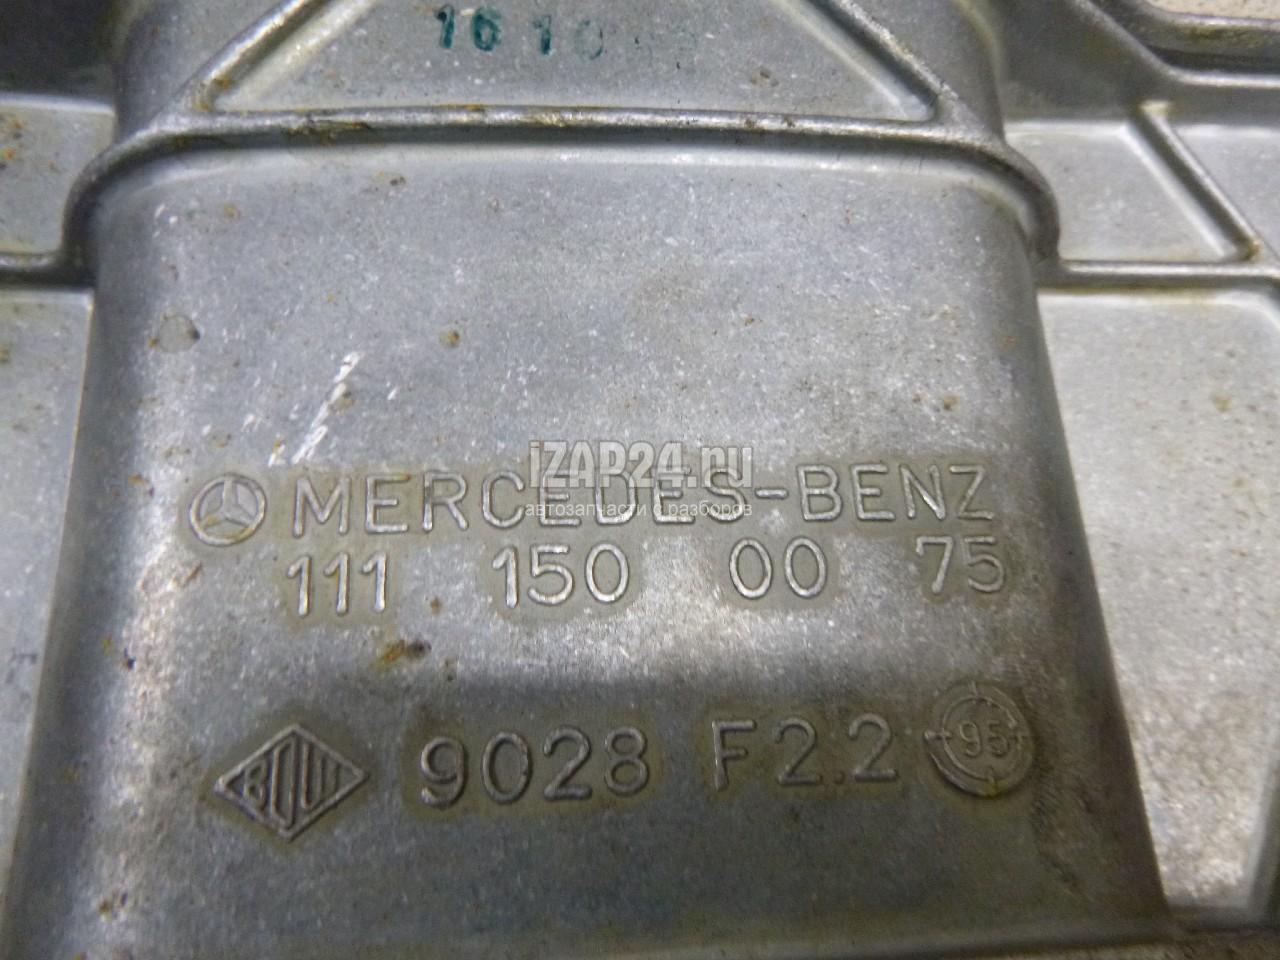 1610
iZAP24.ru
автозапчасти с разборов
MERCEDES-BENZ
111 150 00 75
9028 F2.2 95